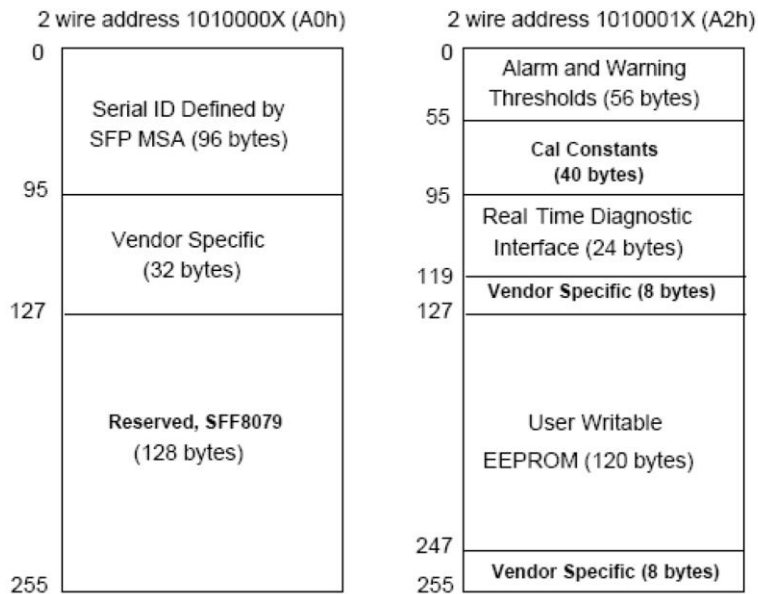 2 wire address 1010000X (A0h)
0
Serial ID Defined by
SFP MSA (96 bytes)
95
Vendor Specific
(32 bytes)
127
Reserved, SFF8079
(128 bytes)
255
2 wire address 1010001X (A2h)
0
Alarm and Warning
Thresholds (56 bytes)
55
Cal Constants
(40 bytes)
95
Real Time Diagnostic
Interface (24 bytes)
119
Vendor Specific (8 bytes)
127
User Writable
EEPROM (120 bytes)
247
Vendor Specific (8 bytes)
255